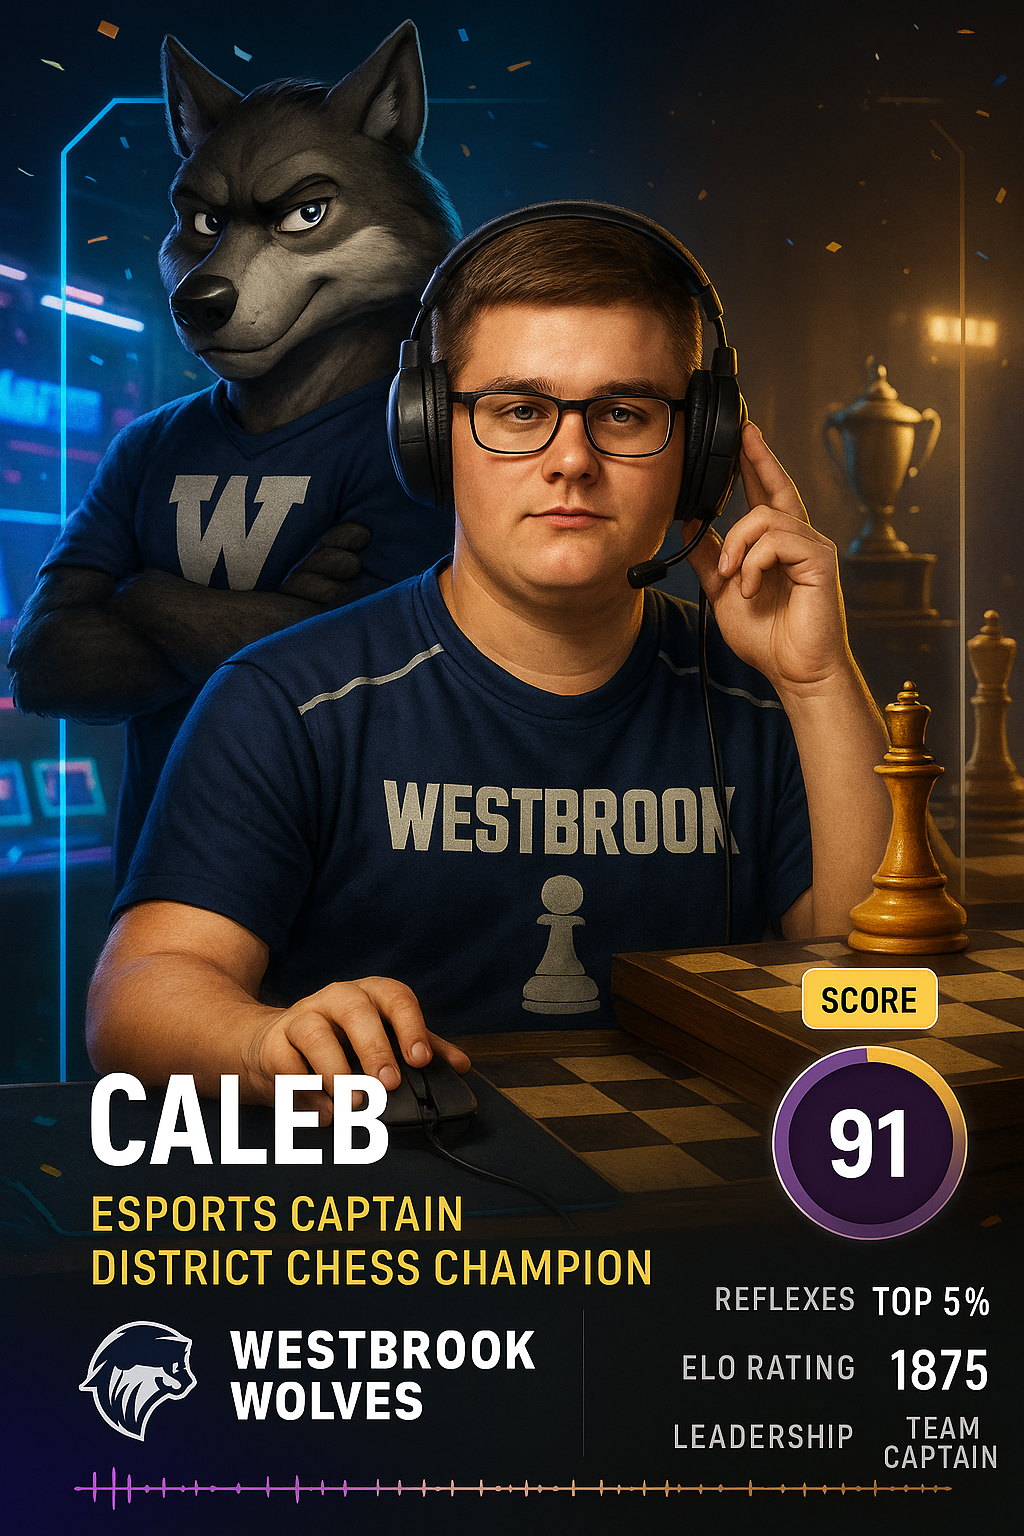 W
WESTBROOK
SCORE
91
CALEB
ESPORTS CAPTAIN
DISTRICT CHESS CHAMPION
WESTBROOK
WOLVES
REFLEXES TOP 5%
ELO RATING 1875
LEADERSHIP TEAM
CAPTAIN